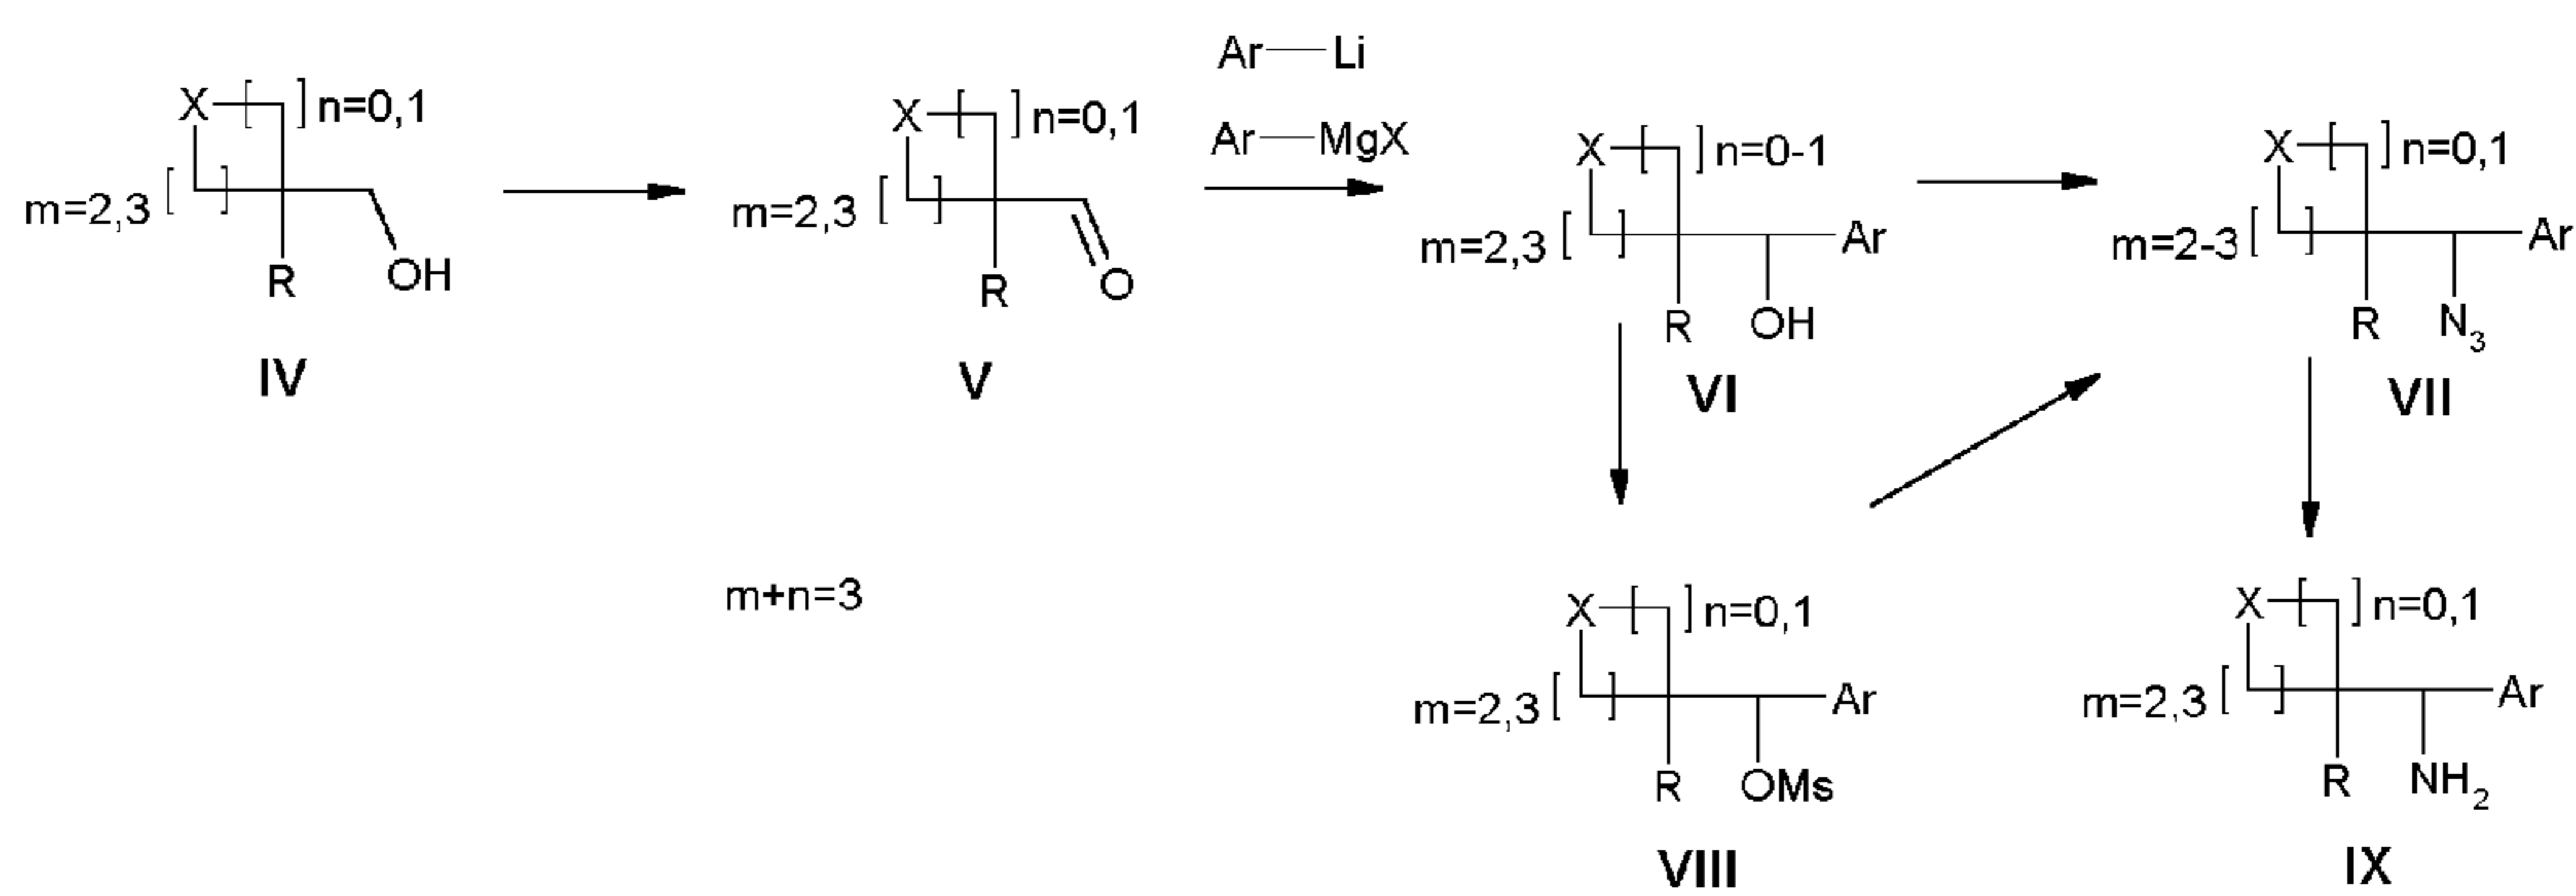 Ar—Li
Ar—MgX
X [ ] n=0,1
m=2,3 [ ]
R
OH
IV
X [ ] n=0,1
m=2,3 [ ]
R
O
V
X [ ] n=0-1
m=2,3 [ ]
Ar
R
OH
VI
X [ ] n=0,1
m=2-3 [ ]
Ar
R
N3
VII
m+n=3
X [ ] n=0,1
m=2,3 [ ]
Ar
R
OMs
VIII
X [ ] n=0,1
m=2,3 [ ]
Ar
R
NH2
IX